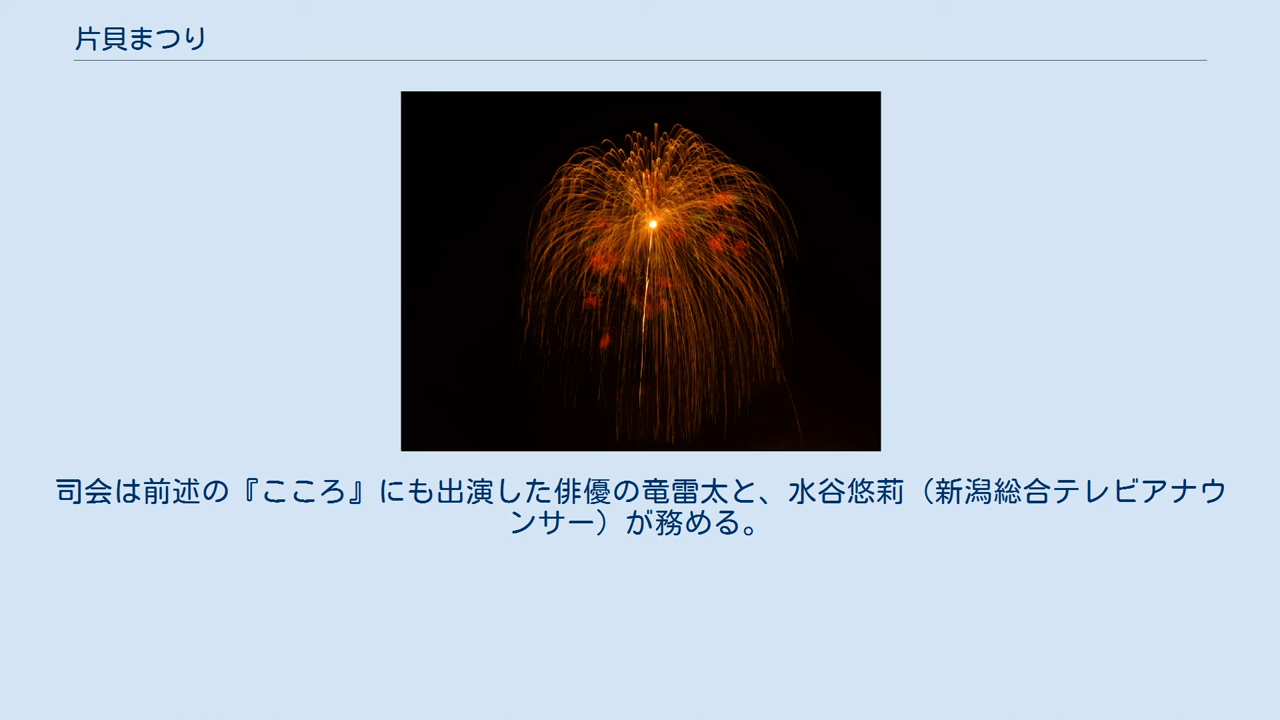 片貝まつり
司会は前述の『こころ』にも出演した俳優の竜雷太と、水谷悠莉（新潟総合テレビアナウ
ンサー）が務める。